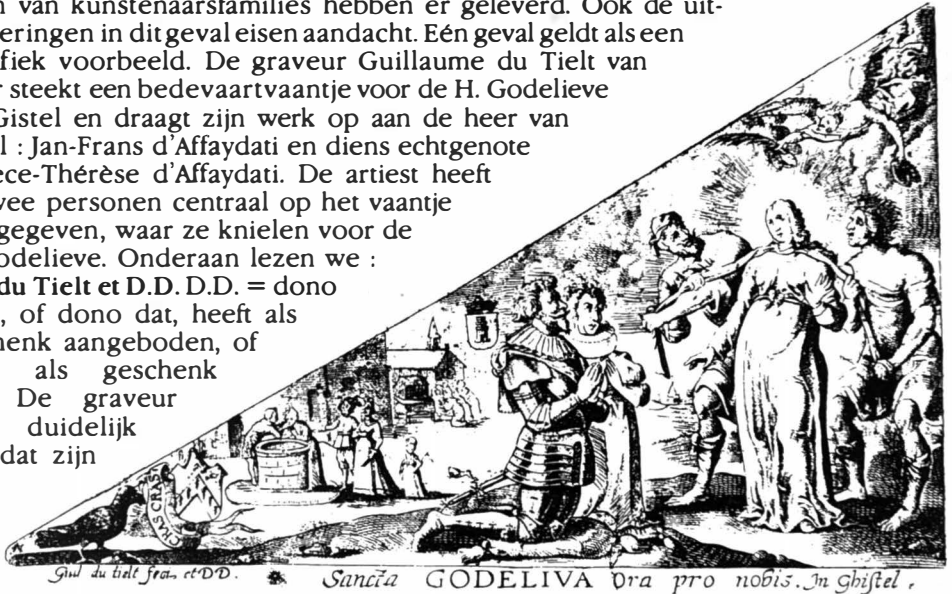 n van kunstenaarsfamilies hebben er geleverd. Ook de uit-
eringen in dit geval eisen aandacht. Eén geval geldt als een
fiek voorbeeld. De graveur Guillaume du Tielt van
r steekt een bedevaartvaantje voor de H. Godelieve
Gistel en draagt zijn werk op aan de heer van
l : Jan-Frans d'Affaydati en diens echtgenote
ece-Thérèse d'Affaydati. De artiest heeft
wee personen centraal op het vaantje
gegeven, waar ze knielen voor de
odelieve. Onderaan lezen we :
du Tielt et D.D. D.D. = dono
, of dono dat, heeft als
henk aangeboden, of
als geschenk
De graveur
duidelijk
dat zijn
CRAS CRAS
Guil du tielt fecit et D D.
Sancta GODELIVA Ora pro nobis. In Ghistel.